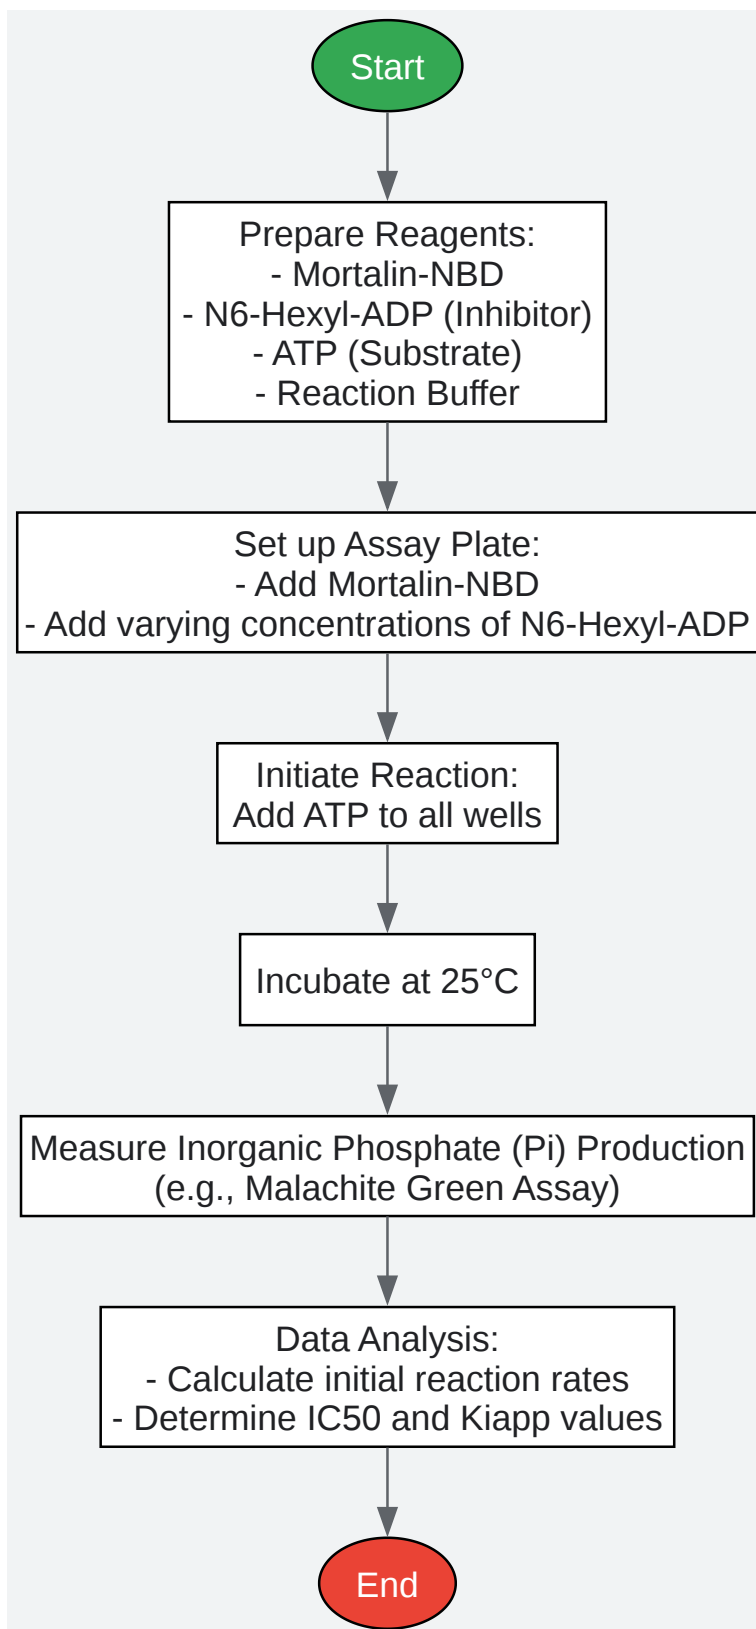 Start
Prepare Reagents:
- Mortalin-NBD
- N6-Hexyl-ADP (Inhibitor)
- ATP (Substrate)
- Reaction Buffer
Set up Assay Plate:
- Add Mortalin-NBD
- Add varying concentrations of N6-Hexyl-ADP
Initiate Reaction:
Add ATP to all wells
Incubate at 25°C
Measure Inorganic Phosphate (Pi) Production
(e.g., Malachite Green Assay)
Data Analysis:
- Calculate initial reaction rates
- Determine IC50 and Kiapp values
End